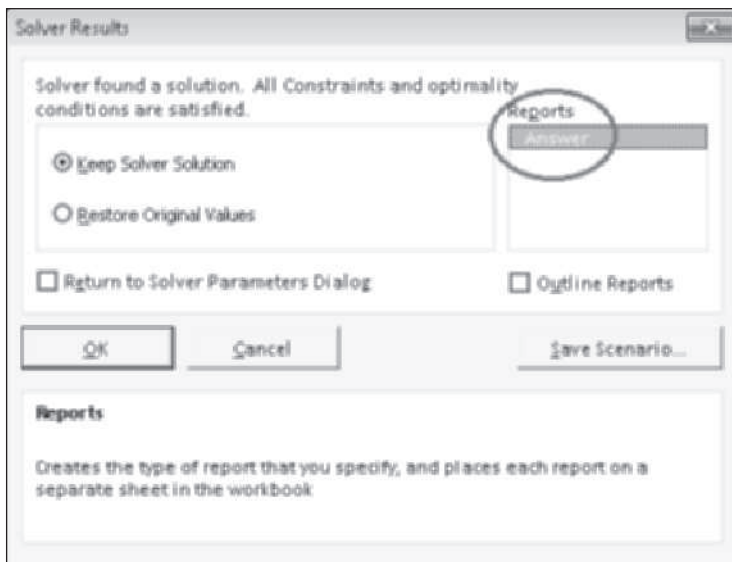 Solver Results
Solver found a solution. All Constraints and optimality
conditions are satisfied.
Reports
Answer
Keep Solver Solution
Restore Original Values
Return to Solver Parameters Dialog
Outline Reports
OK
Cancel
Save Scenario...
Reports
Creates the type of report that you specify, and places each report on a
separate sheet in the workbook